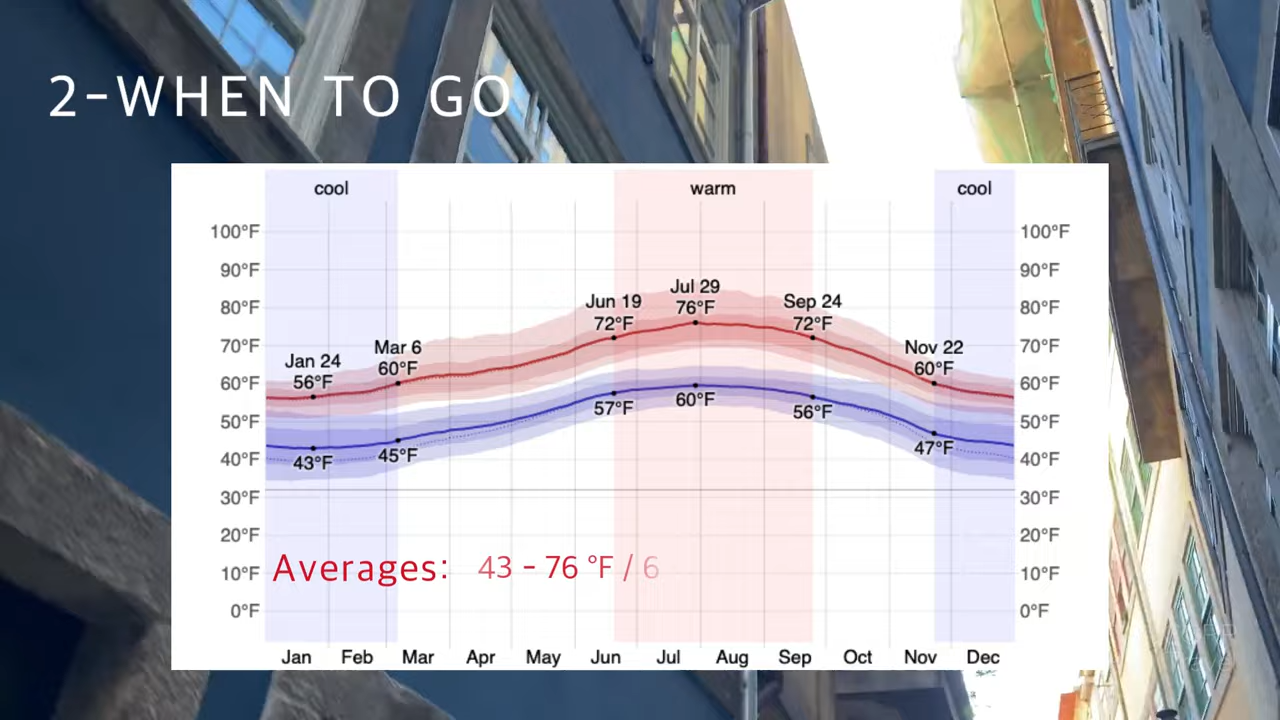 2-WHEN TO GO
cool warm cool
100°F 100°F
90°F 90°F
80°F 80°F
70°F 70°F
60°F 60°F
50°F 50°F
40°F 40°F
30°F 30°F
20°F 20°F
10°F 10°F
0°F 0°F
Jan 24
56°F
Mar 6
60°F
Jun 19
72°F
Jul 29
76°F
Sep 24
72°F
Nov 22
60°F
43°F
45°F
57°F
60°F
56°F
47°F
Averages: 43 - 76 °F / 6
Jan Feb Mar Apr May Jun Jul Aug Sep Oct Nov Dec